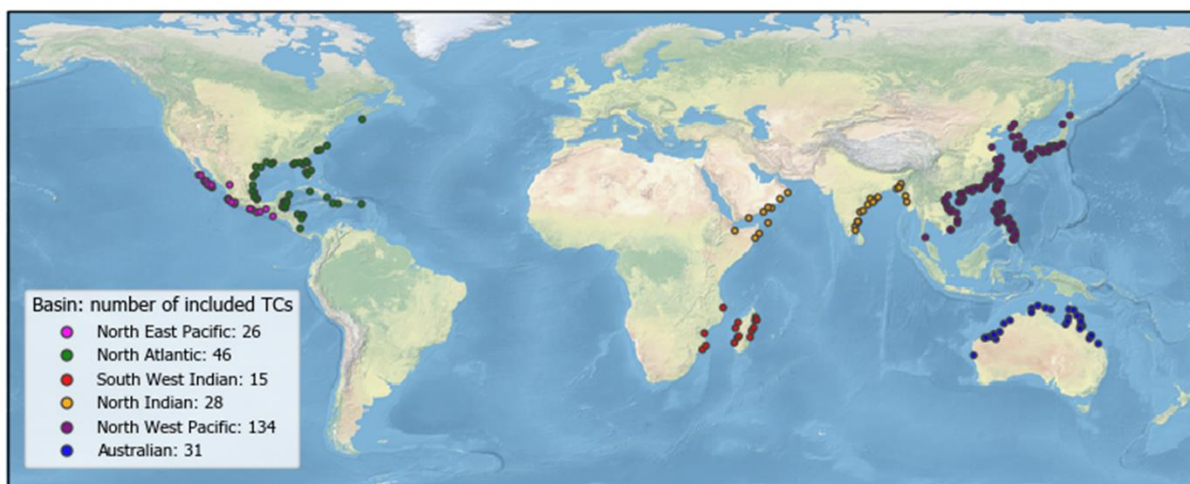 Basin: number of included TCs
North East Pacific: 26
North Atlantic: 46
South West Indian: 15
North Indian: 28
North West Pacific: 134
Australian: 31